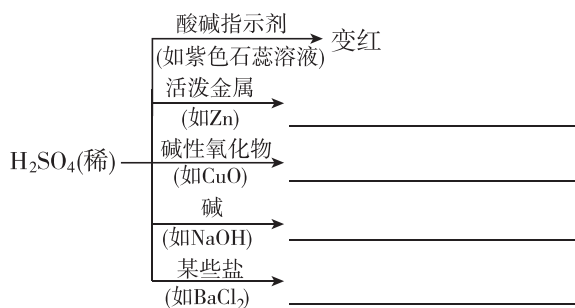 酸碱指示剂
(如紫色石蕊溶液)
变红
活泼金属
(如Zn)
H₂SO₄(稀)
碱性氧化物
(如CuO)
碱
(如NaOH)
某些盐
(如BaCl₂)